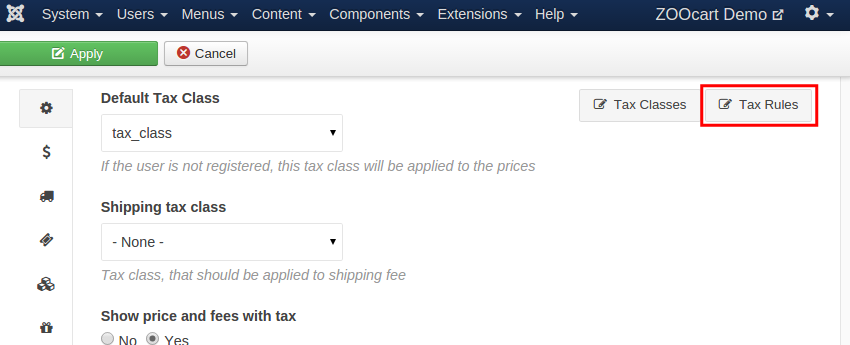 System Users Menus Content Components Extensions Help ZOOcart Demo
Apply Cancel
Default Tax Class Tax Classes Tax Rules
tax_class
If the user is not registered, this tax class will be applied to the prices
Shipping tax class
- None -
Tax class, that should be applied to shipping fee
Show price and fees with tax
No Yes